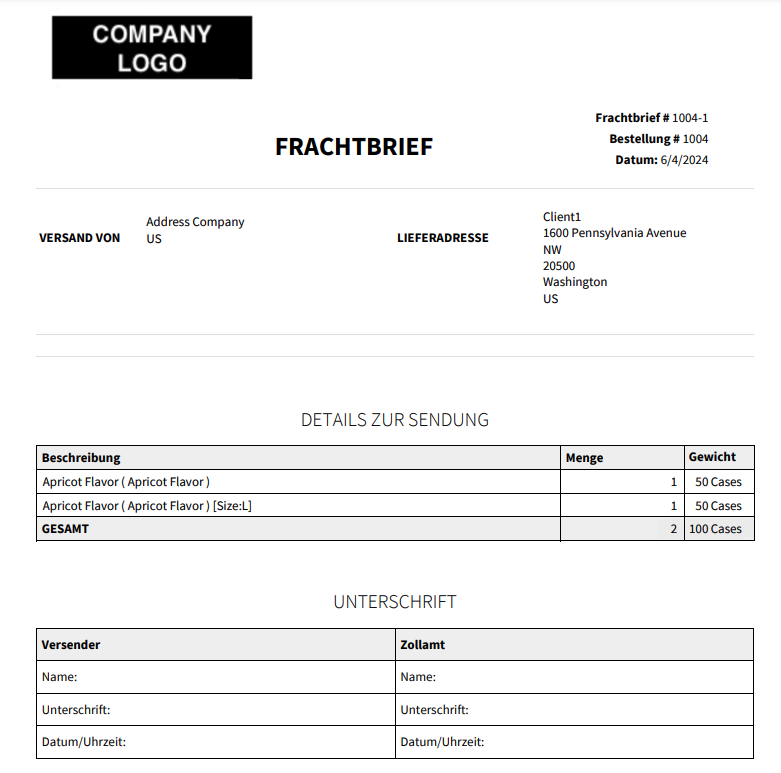 COMPANY
LOGO
Frachtbrief # 1004-1
FRACHTBRIEF
Bestellung # 1004
Datum: 6/4/2024
VERSAND VON
Address Company
US
LIEFERADRESSE
Client1
1600 Pennsylvania Avenue
NW
20500
Washington
US
DETAILS ZUR SENDUNG
Beschreibung Menge Gewicht
Apricot Flavor ( Apricot Flavor ) 1 50 Cases
Apricot Flavor ( Apricot Flavor ) [Size:L] 1 50 Cases
GESAMT 2 100 Cases
UNTERSCHRIFT
Versender Zollamt
Name: Name:
Unterschrift: Unterschrift:
Datum/Uhrzeit: Datum/Uhrzeit: